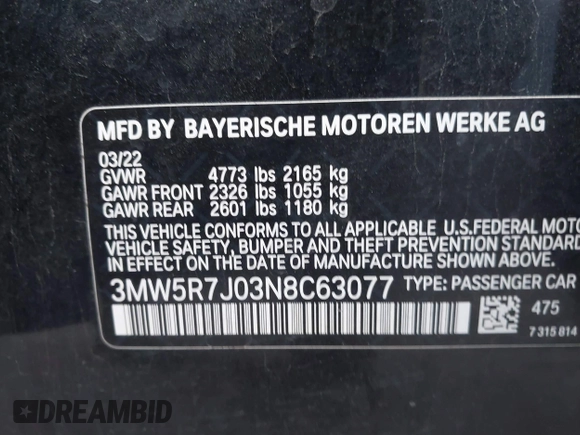 MFD BY BAYERISCHE MOTOREN WERKE AG
03/22
GVWR 4773 lbs 2165 kg
GAWR FRONT 2326 lbs 1055 kg
GAWR REAR 2601 lbs 1180 kg
THIS VEHICLE CONFORMS TO ALL APPLICABLE U.S.FEDERAL MOTO
VEHICLE SAFETY, BUMPER AND THEFT PREVENTION STANDARD
IN EFFECT ON THE DATE OF MANUFACTURE SHOWN ABOVE.
3MW5R7J03N8C63077 TYPE: PASSENGER CAR
475
7 315 814
DREAMBID